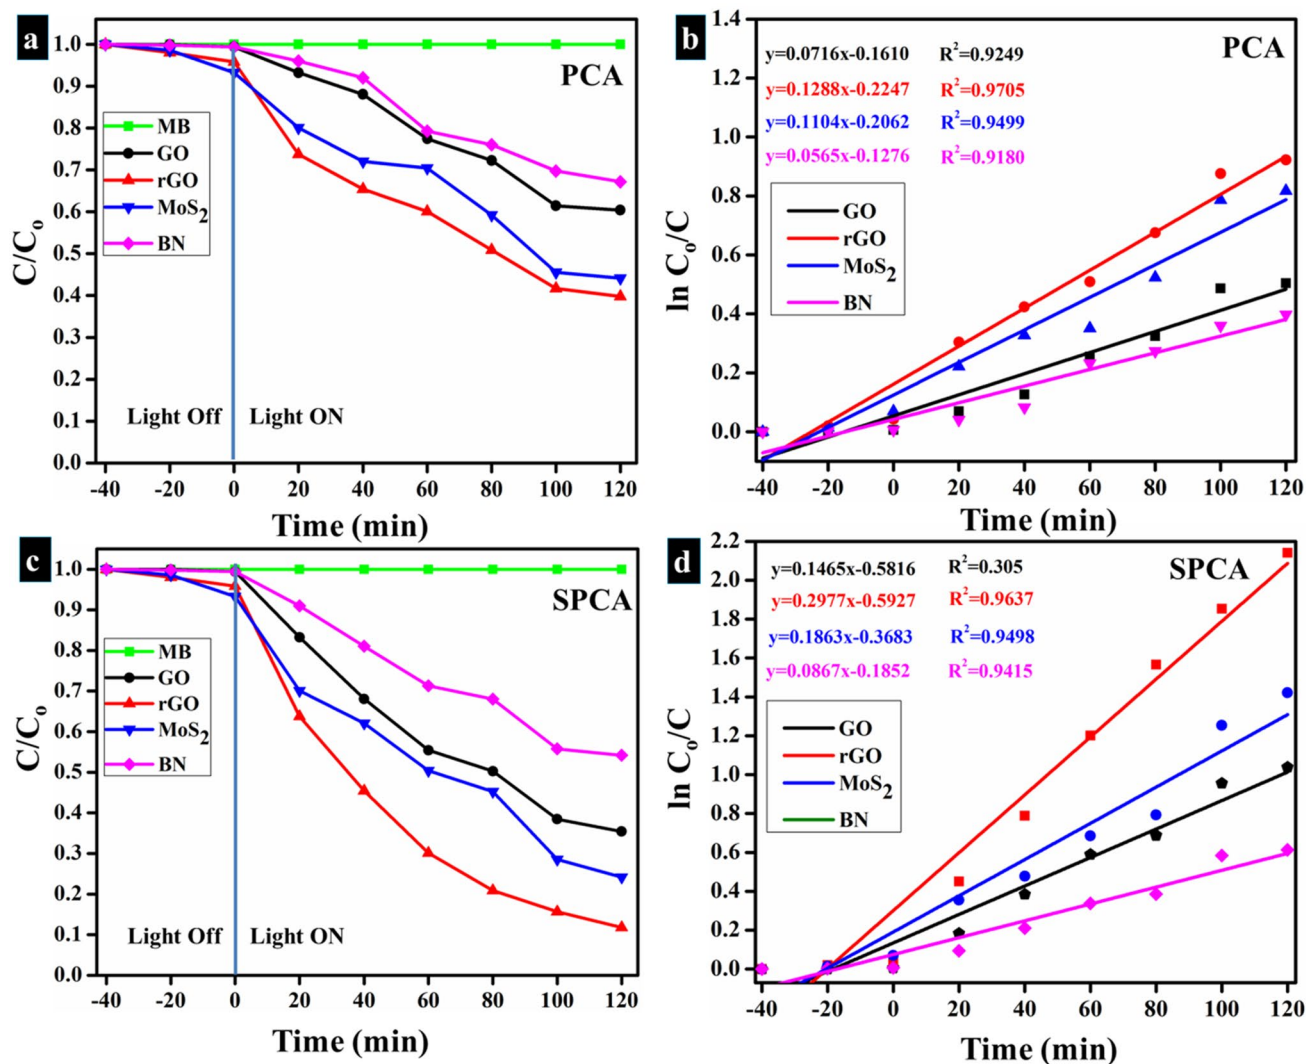 a
PCA
C/Co
1.0
0.9
0.8
0.7
0.6
0.5
0.4
0.3
0.2
0.1
0.0
MB
GO
rGO
MoS2
BN
Light Off
Light ON
-40 -20 0 20 40 60 80 100 120
Time (min)
b
PCA
ln Co/C
1.4
1.2
1.0
0.8
0.6
0.4
0.2
0.0
y=0.0716x-0.1610 R²=0.9249
y=0.1288x-0.2247 R²=0.9705
y=0.1104x-0.2062 R²=0.9499
y=0.0565x-0.1276 R²=0.9180
GO
rGO
MoS2
BN
-40 -20 0 20 40 60 80 100 120
Time (min)
c
SPCA
C/Co
1.0
0.9
0.8
0.7
0.6
0.5
0.4
0.3
0.2
0.1
0.0
MB
GO
rGO
MoS2
BN
Light Off
Light ON
-40 -20 0 20 40 60 80 100 120
Time (min)
d
SPCA
ln Co/C
2.2
2.0
1.8
1.6
1.4
1.2
1.0
0.8
0.6
0.4
0.2
0.0
y=0.1465x-0.5816 R²=0.305
y=0.2977x-0.5927 R²=0.9637
y=0.1863x-0.3683 R²=0.9498
y=0.0867x-0.1852 R²=0.9415
GO
rGO
MoS2
BN
-40 -20 0 20 40 60 80 100 120
Time (min)